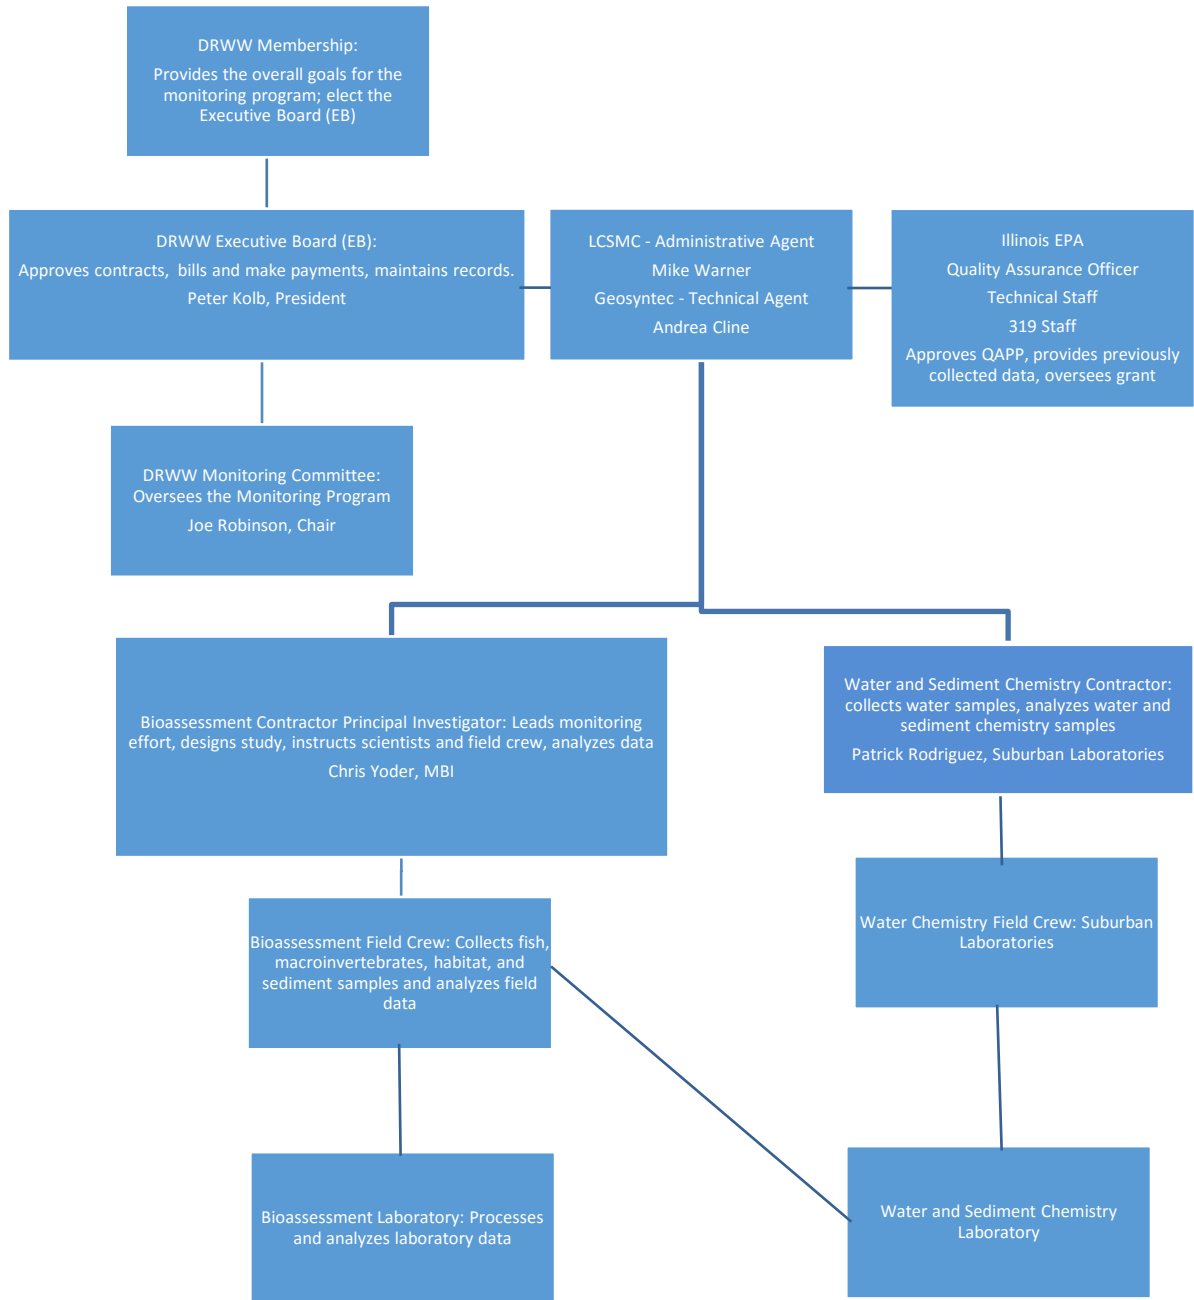 DRWW Membership:
Provides the overall goals for the
monitoring program; elect the
Executive Board (EB)
DRWW Executive Board (EB):
Approves contracts, bills and make payments, maintains records.
Peter Kolb, President
LCSMC - Administrative Agent
Mike Warner
Geosyntec - Technical Agent
Andrea Cline
Illinois EPA
Quality Assurance Officer
Technical Staff
319 Staff
Approves QAPP, provides previously
collected data, oversees grant
DRWW Monitoring Committee:
Oversees the Monitoring Program
Joe Robinson, Chair
Bioassessment Contractor Principal Investigator: Leads monitoring
effort, designs study, instructs scientists and field crew, analyzes data
Chris Yoder, MBI
Water and Sediment Chemistry Contractor:
collects water samples, analyzes water and
sediment chemistry samples
Patrick Rodriguez, Suburban Laboratories
Bioassessment Field Crew: Collects fish,
macroinvertebrates, habitat, and
sediment samples and analyzes field
data
Water Chemistry Field Crew: Suburban
Laboratories
Bioassessment Laboratory: Processes
and analyzes laboratory data
Water and Sediment Chemistry
Laboratory